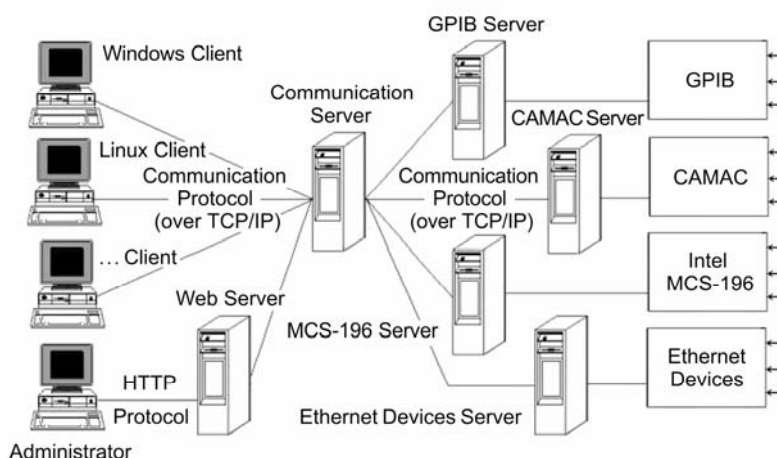 GPIB Server
Windows Client
Communication
Server
GPIB
CAMAC Server
Linux Client
Communication
Protocol
(over TCP/IP)
Communication
Protocol
(over TCP/IP)
CAMAC
... Client
Intel
MCS-196
Web Server
MCS-196 Server
HTTP
Protocol
Ethernet
Devices
Ethernet Devices Server
Administrator